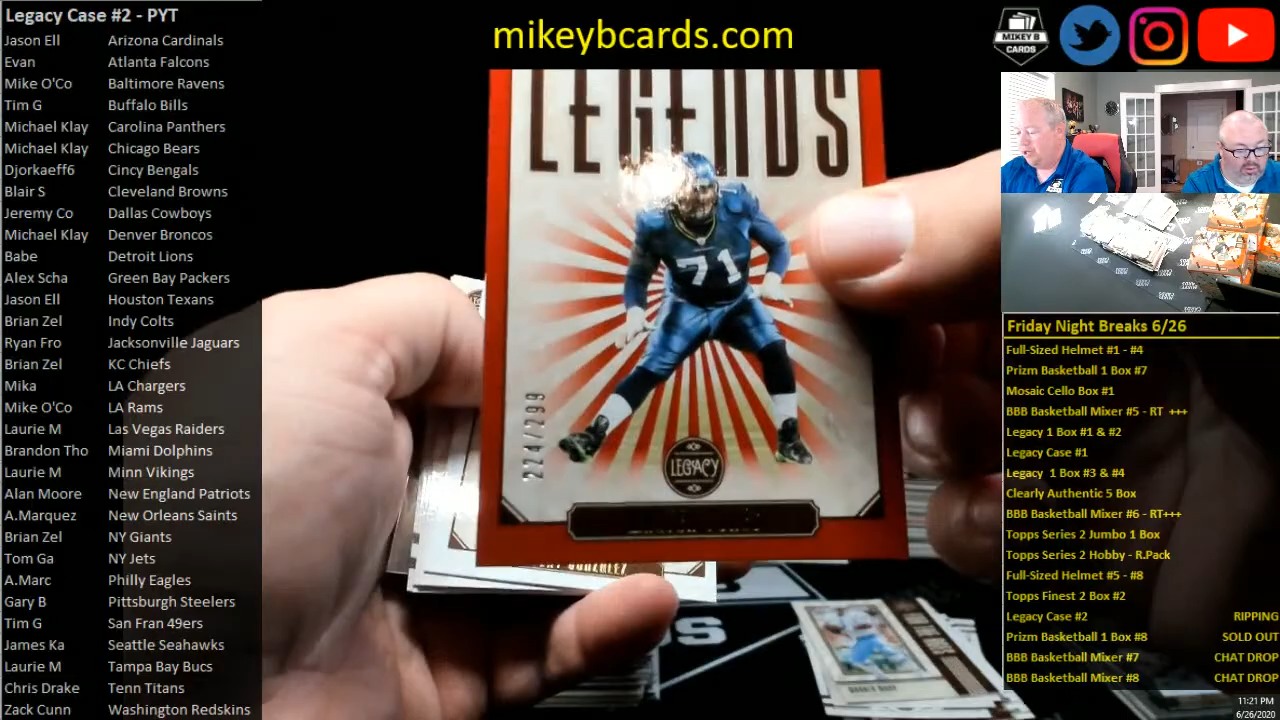 Legacy Case #2 - PYT
Jason Ell Arizona Cardinals
Evan Atlanta Falcons
Mike O'Co Baltimore Ravens
Tim G Buffalo Bills
Michael Klay Carolina Panthers
Michael Klay Chicago Bears
Djorkaeff6 Cincy Bengals
Blair S Cleveland Browns
Jeremy Co Dallas Cowboys
Michael Klay Denver Broncos
Babe Detroit Lions
Alex Scha Green Bay Packers
Jason Ell Houston Texans
Brian Zel Indy Colts
Ryan Fro Jacksonville Jaguars
Brian Zel KC Chiefs
Mika LA Chargers
Mike O'Co LA Rams
Laurie M Las Vegas Raiders
Brandon Tho Miami Dolphins
Laurie M Minn Vikings
Alan Moore New England Patriots
A.Marquez New Orleans Saints
Brian Zel NY Giants
Tom Ga NY Jets
A.Marc Philly Eagles
Gary B Pittsburgh Steelers
Tim G San Fran 49ers
James Ka Seattle Seahawks
Laurie M Tampa Bay Bucs
Chris Drake Tenn Titans
Zack Cunn Washington Redskins
mikeybcards.com
LEGENDS
71
224/299
LEGACY
MIKEY B
CARDS
Friday Night Breaks 6/26
Full-Sized Helmet #1 - #4
Prizm Basketball 1 Box #7
Mosaic Cello Box #1
BBB Basketball Mixer #5 - RT +++
Legacy 1 Box #1 & #2
Legacy Case #1
Legacy 1 Box #3 & #4
Clearly Authentic 5 Box
BBB Basketball Mixer #6 - RT+++
Topps Series 2 Jumbo 1 Box
Topps Series 2 Hobby - R.Pack
Full-Sized Helmet #5 - #8
Topps Finest 2 Box #2
Legacy Case #2 RIPPING
Prizm Basketball 1 Box #8 SOLD OUT
BBB Basketball Mixer #7 CHAT DROP
BBB Basketball Mixer #8 CHAT DROP
11:21 PM
6/26/2020